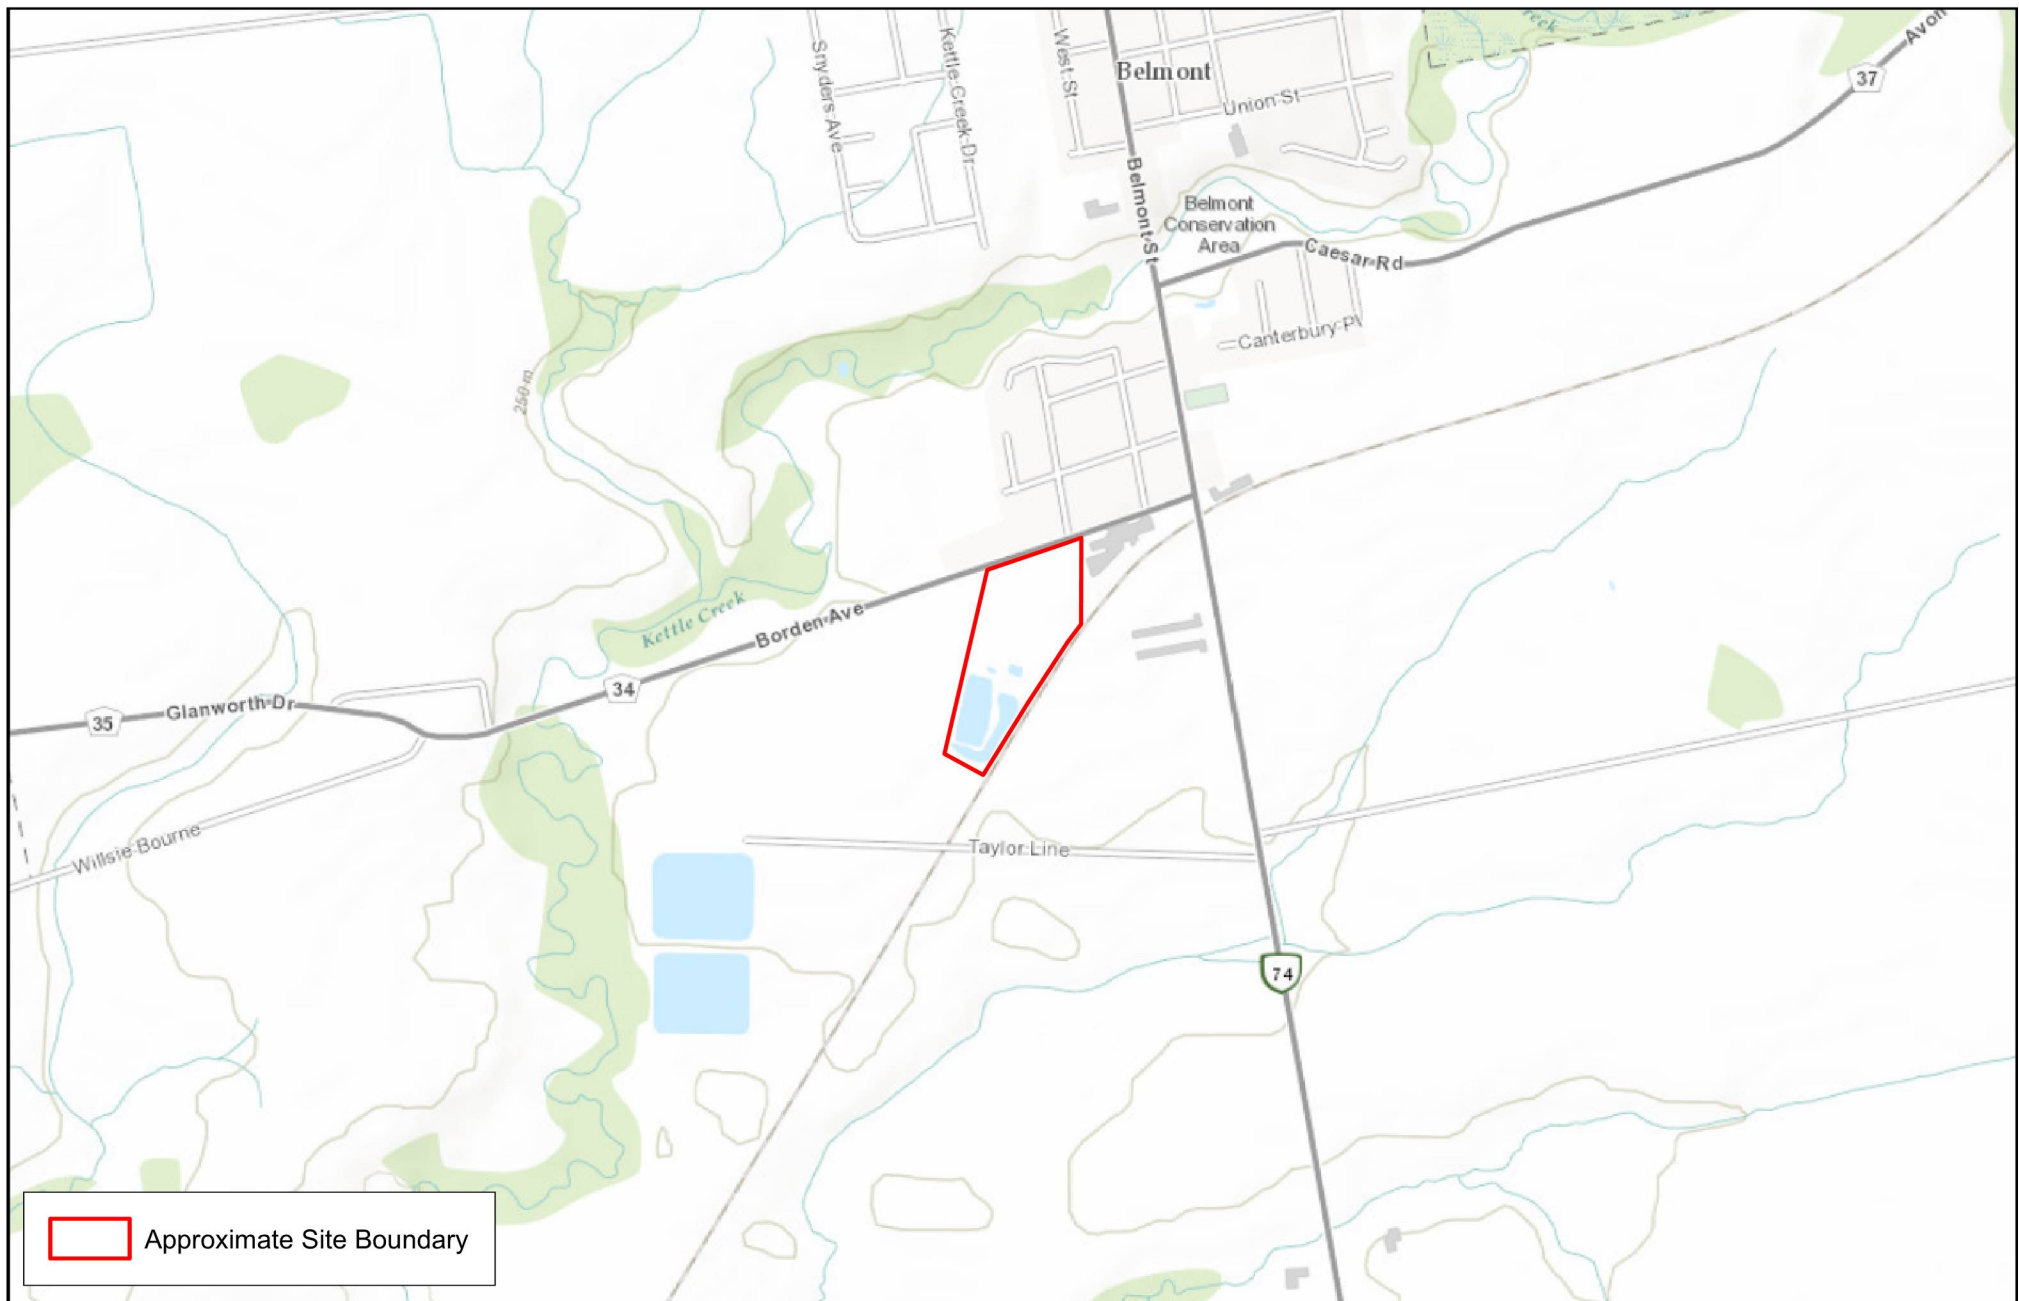 Snyders Ave
Kettle Creek Dr
West St
Belmont
Union St
Creek
Avon
37
Belmont St
Belmont
Conservation
Area
Caesar Rd
Canterbury Pl
250 m
Kettle Creek
Borden Ave
34
35
Glanworth Dr
Willsie Bourne
Taylor Line
74
Approximate Site Boundary